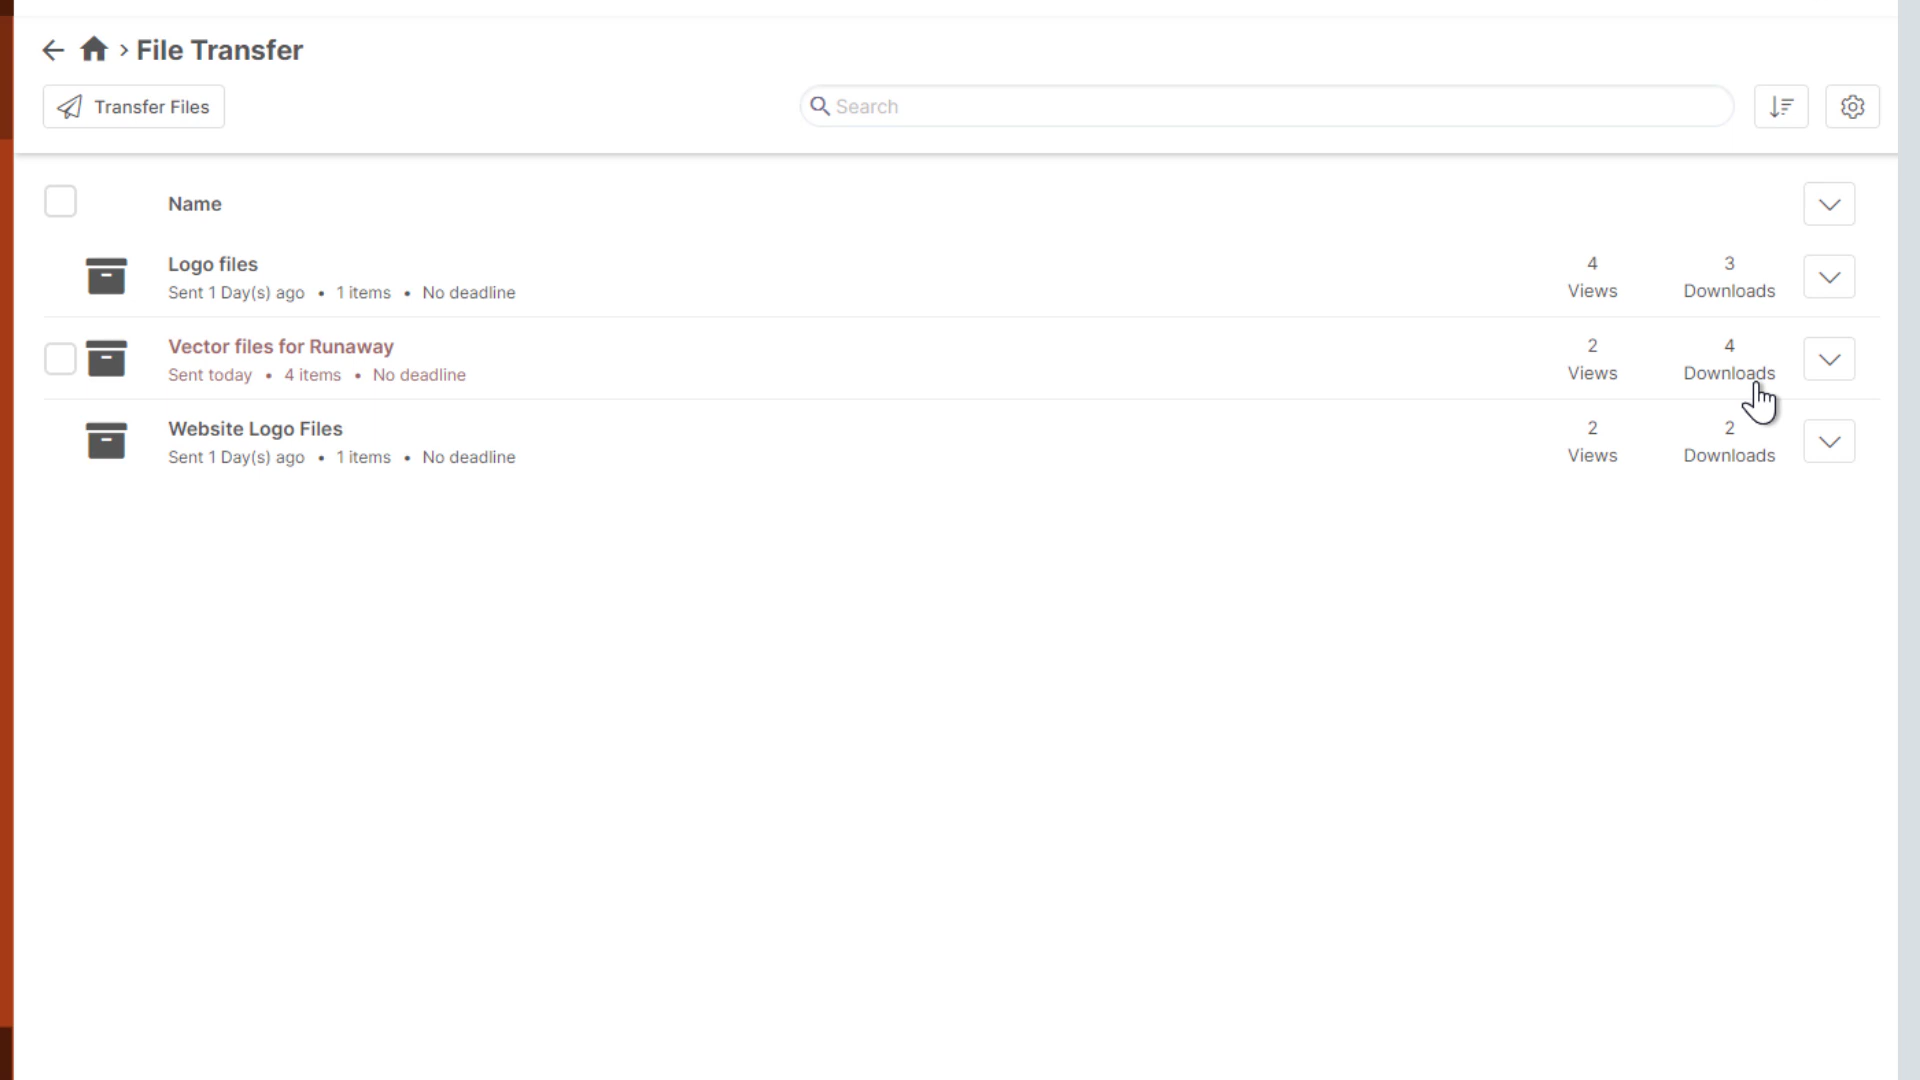 File Transfer
Transfer Files
Search
Name
Logo files
Sent 1 Day(s) ago • 1 items • No deadline
4
Views
3
Downloads
Vector files for Runaway
Sent today • 4 items • No deadline
2
Views
4
Downloads
Website Logo Files
Sent 1 Day(s) ago • 1 items • No deadline
2
Views
2
Downloads